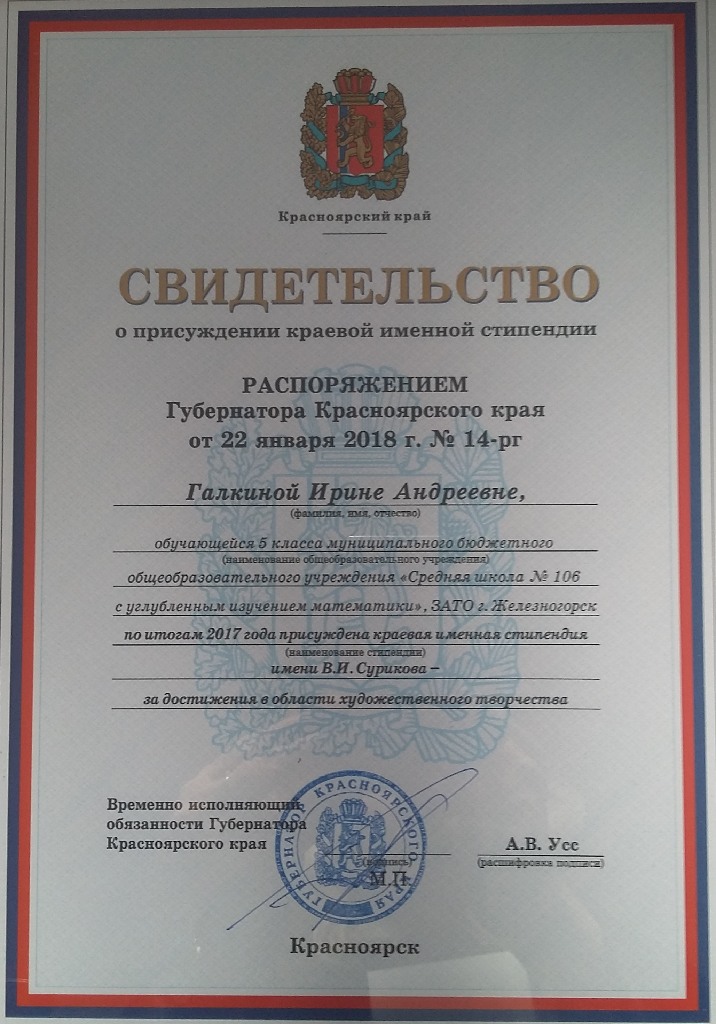 Красноярский край
СВИДЕТЕЛЬСТВО
о присуждении краевой именной стипендии
РАСПОРЯЖЕНИЕМ
Губернатора Красноярского края
от 22 января 2018 г. № 14-рг
Галкиной Ирине Андреевне,
(фамилия, имя, отчество)
обучающейся 5 класса муниципального бюджетного
(наименование общеобразовательного учреждения)
общеобразовательного учреждения «Средняя школа № 106
с углубленным изучением математики», ЗАТО г. Железногорск
по итогам 2017 года присуждена краевая именная стипендия
(наименование стипендии)
имени В.И. Сурикова –
за достижения в области художественного творчества
Временно исполняющий
обязанности Губернатора
Красноярского края
А.В. Усс
(подпись)
(расшифровка подписи)
М.П.
ГУБЕРНАТОР КРАСНОЯРСКОГО КРАЯ
Красноярск